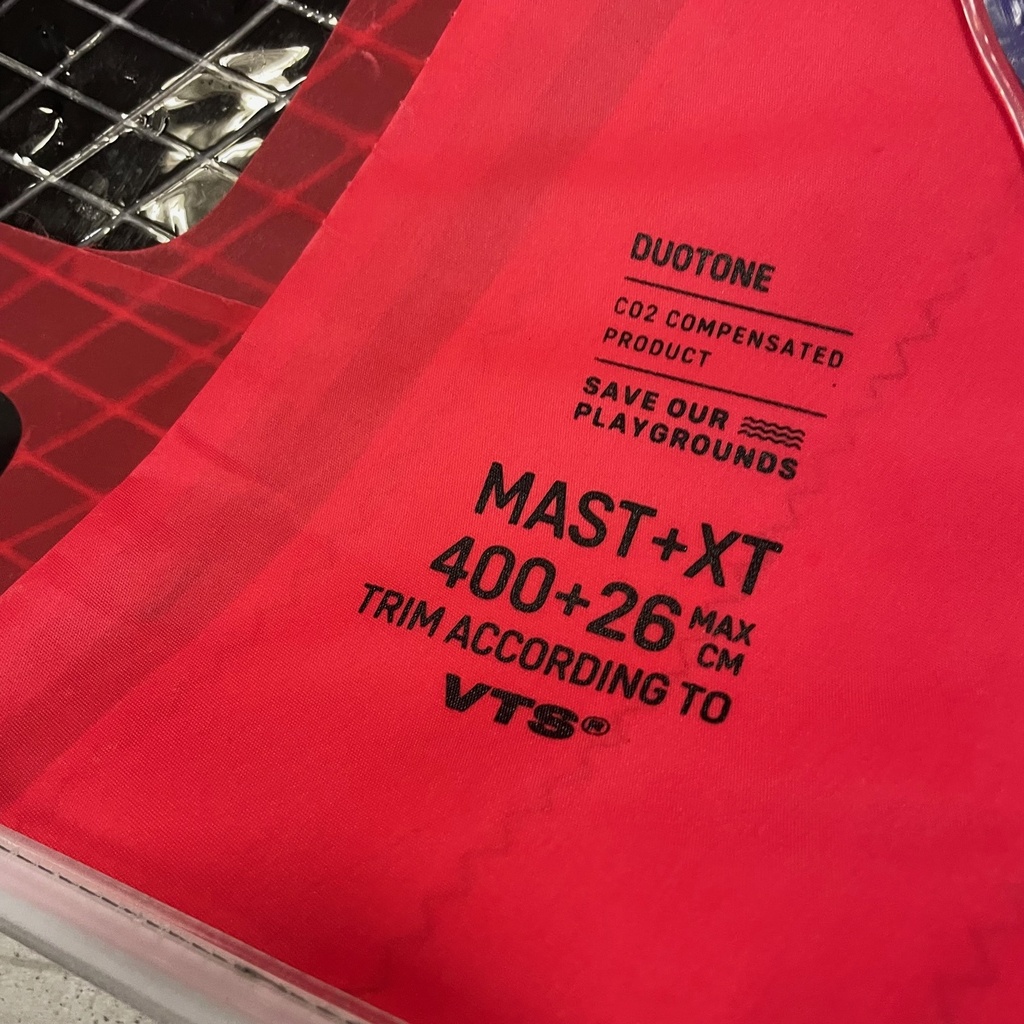 DUOTONE
CO2 COMPENSATED
PRODUCT
SAVE OUR
PLAYGROUNDS
MAST+XT
400+26 MAX
CM
TRIM ACCORDING TO
VTS®